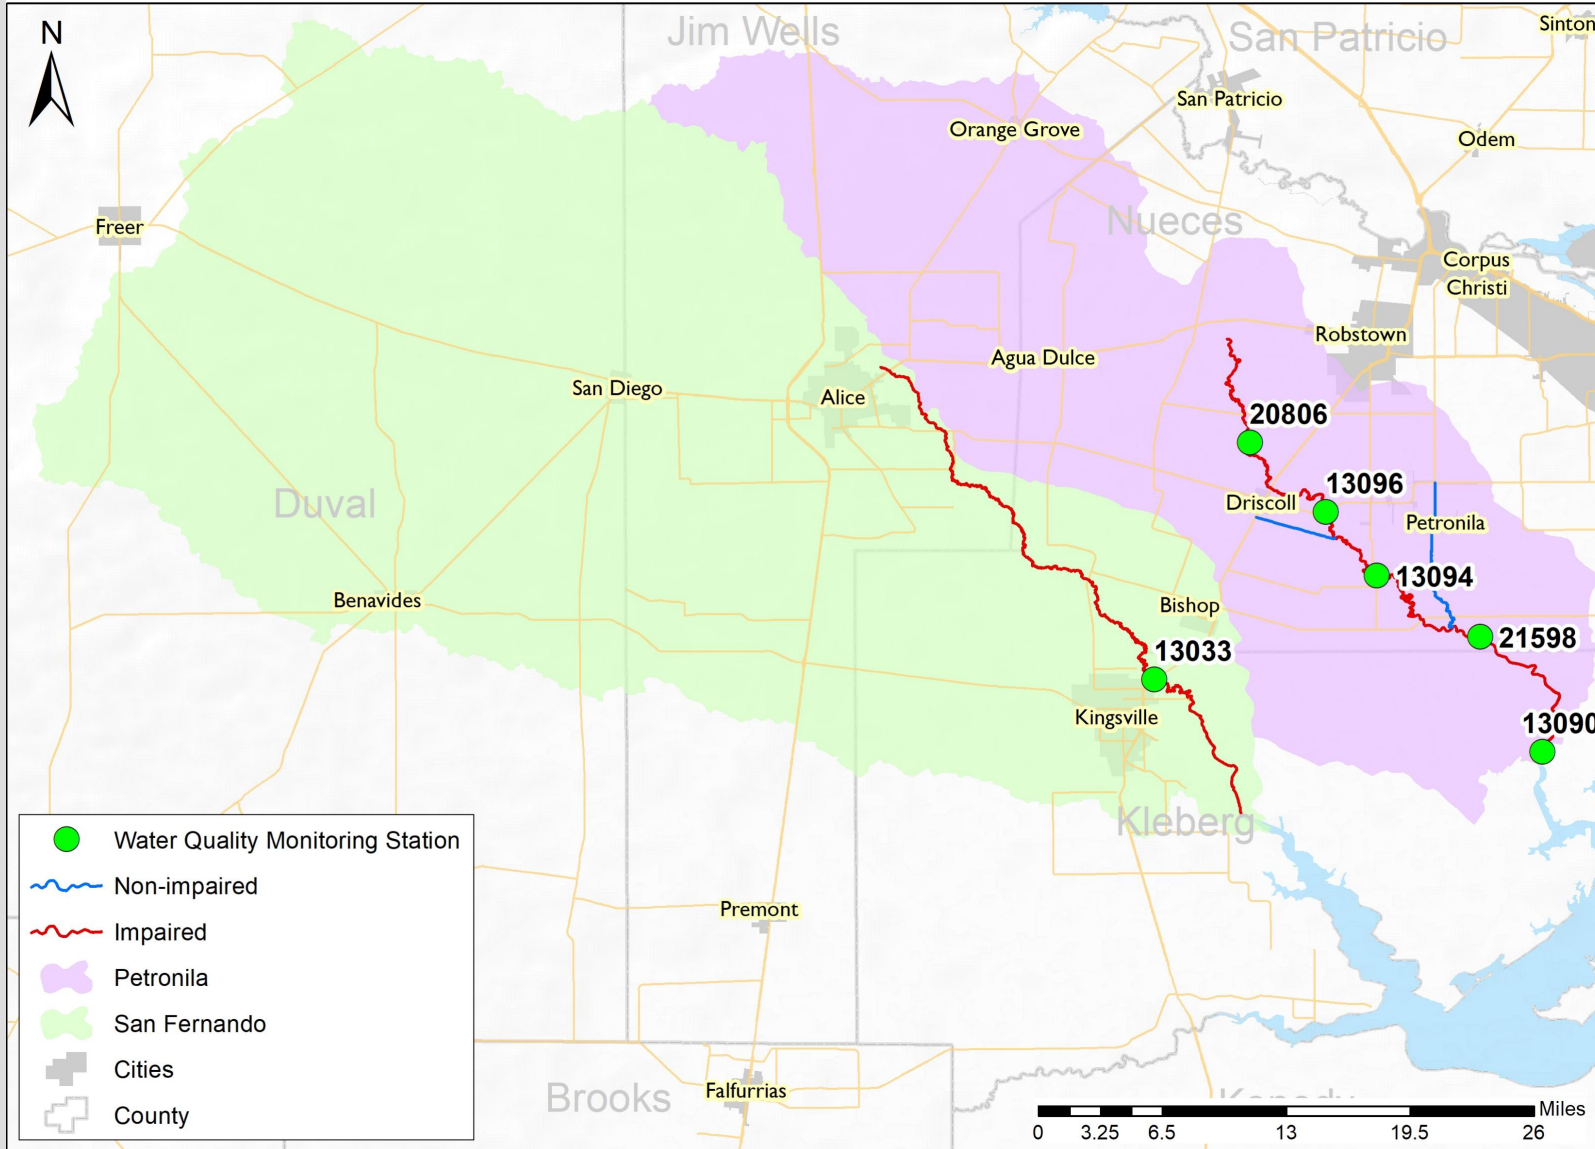 N
Jim Wells
San Patricio
Sinton
San Patricio
Orange Grove
Odem
Nueces
Freer
Corpus
Christi
Robstown
Agua Dulce
San Diego
Alice
20806
13096
Duval
Driscoll
Petronila
13094
Benavides
Bishop
21598
13033
Kingsville
13090
Kleberg
Water Quality Monitoring Station
Non-impaired
Impaired
Petronila
San Fernando
Cities
County
Premont
Brooks
Falfurrias
Miles
0 3.25 6.5 13 19.5 26